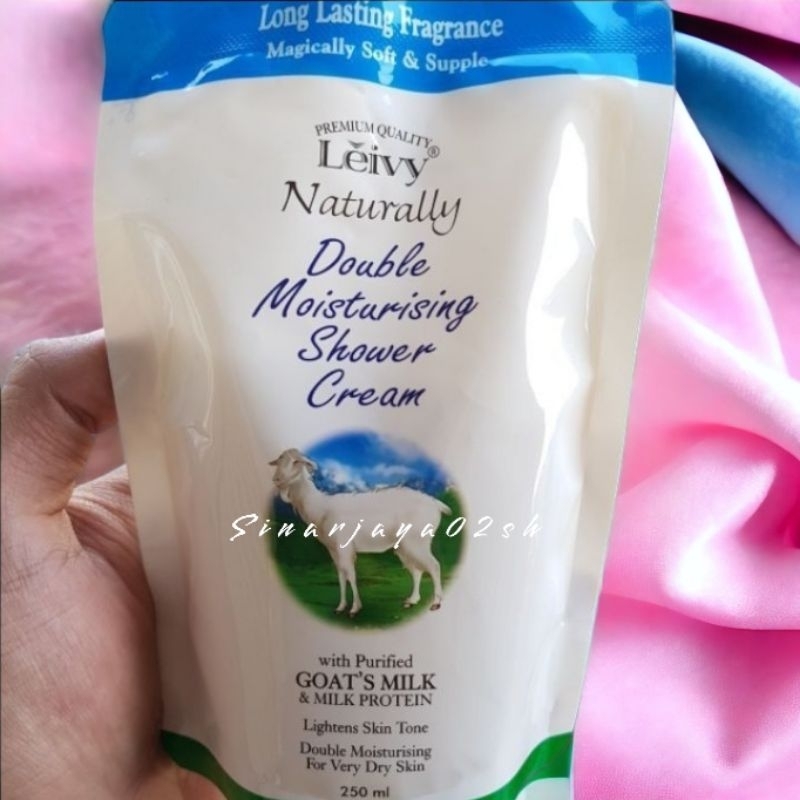 Long Lasting Fragrance
Magically Soft & Supple
PREMIUM QUALITY
Lěivy®
Naturally
Double
Moisturising
Shower
Cream
Sinarjaya02sh
with Purified
GOAT'S MILK
& MILK PROTEIN
Lightens Skin Tone
Double Moisturising
For Very Dry Skin
250 ml